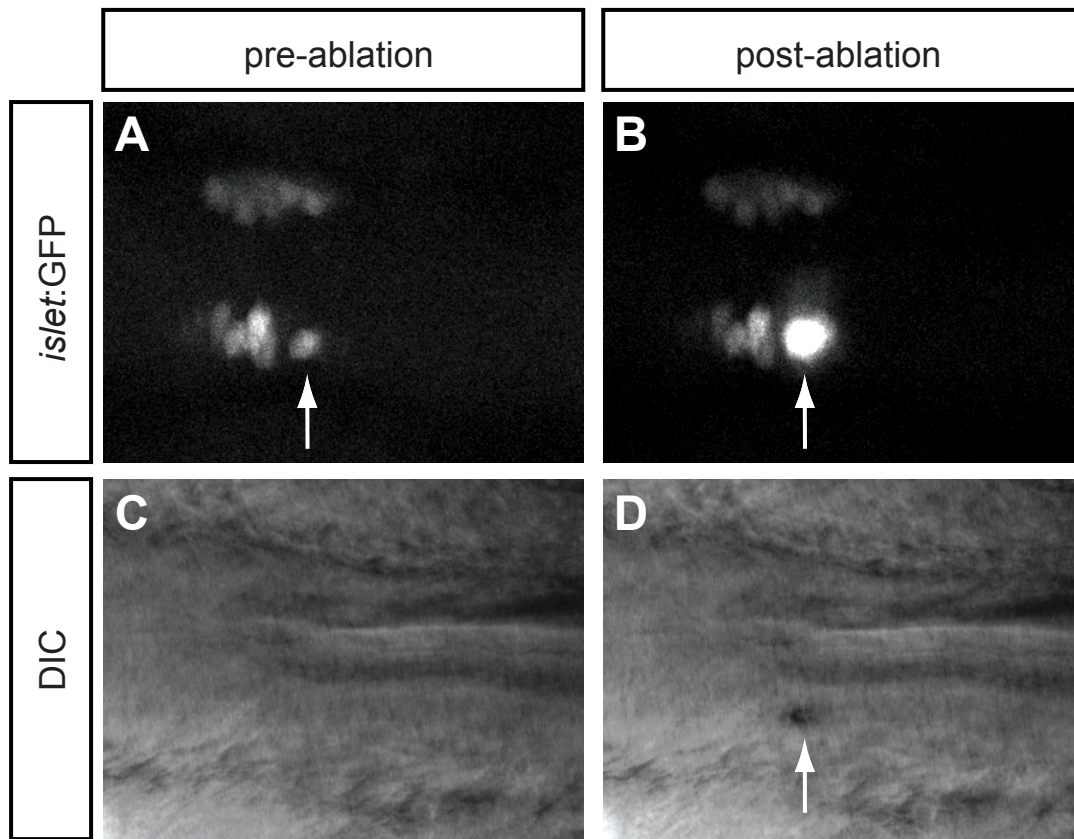 pre-ablation
post-ablation
islet:GFP
A
B
DIC
C
D